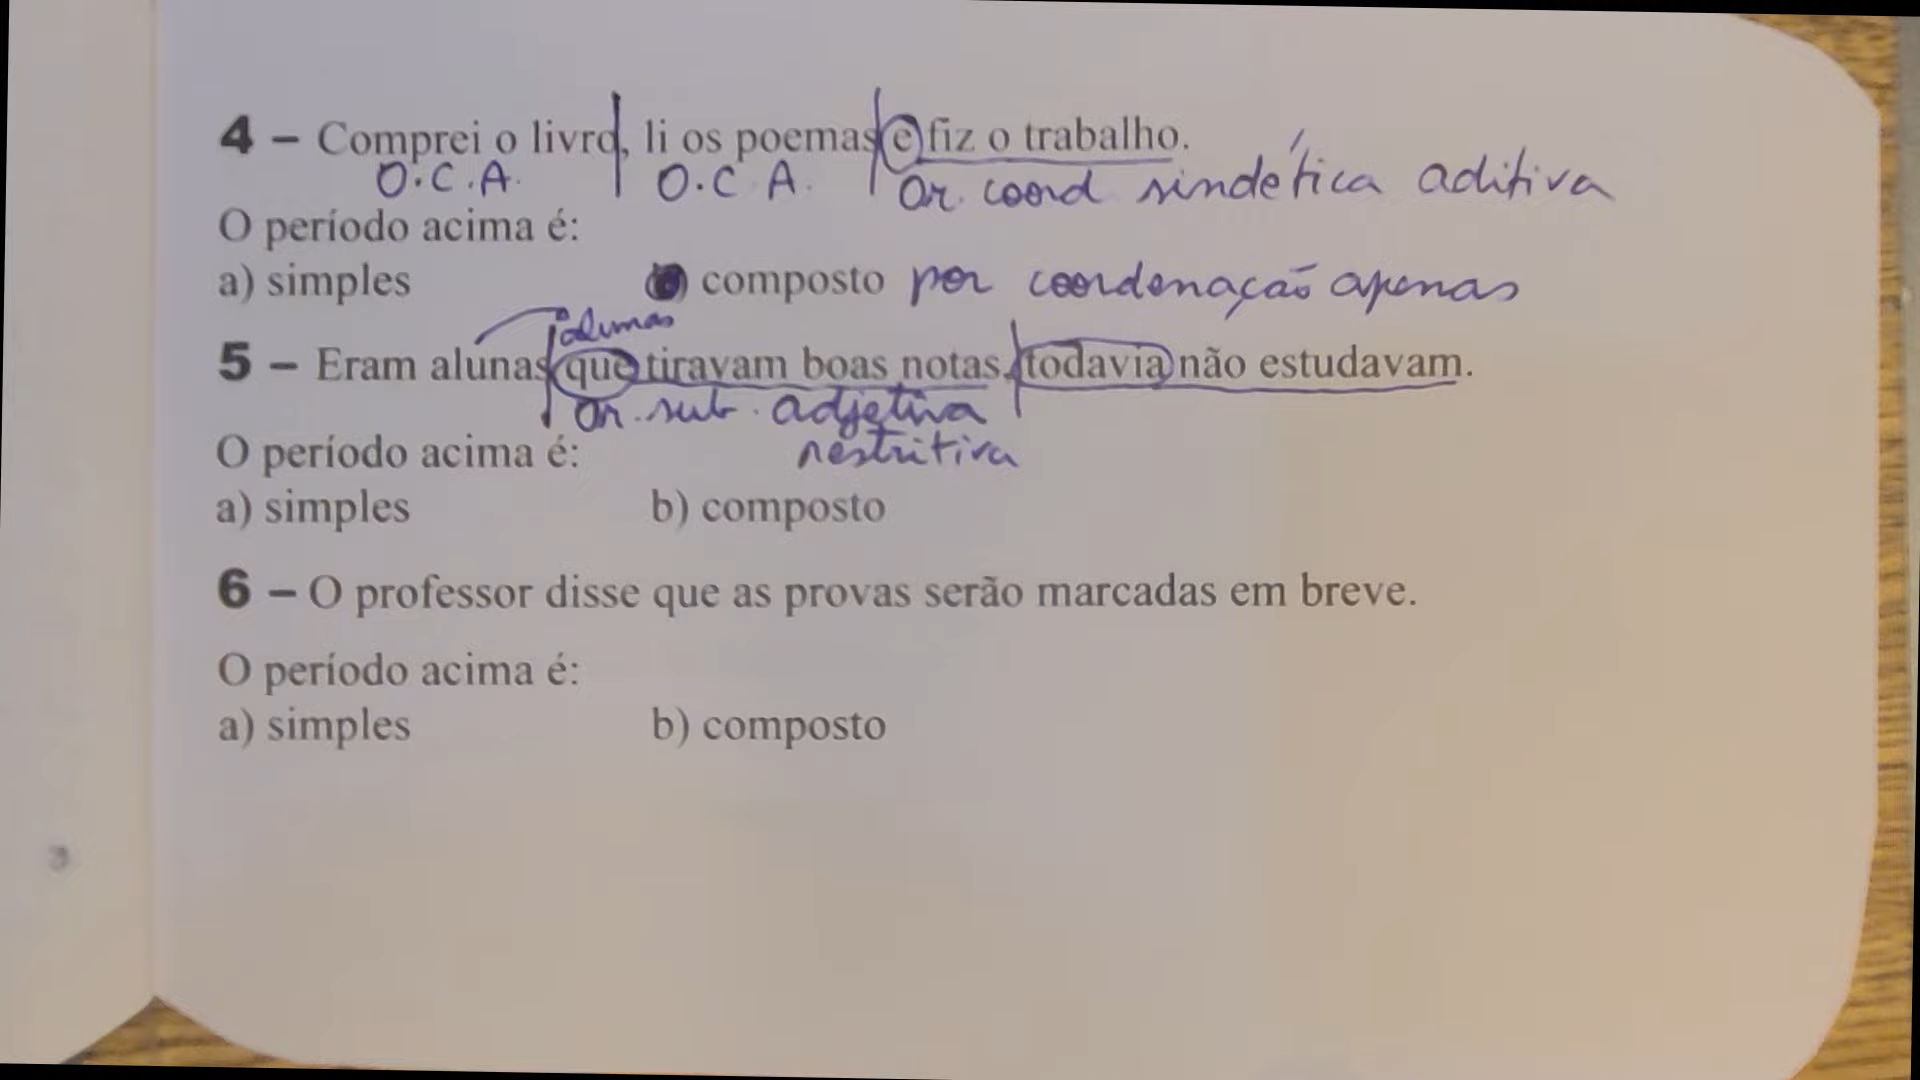 4 – Comprei o livro, li os poemas e fiz o trabalho.
O.C.A. O.C A. Or. coord sindética aditiva
O período acima é:
a) simples composto por coordenação apenas
alunas
5 – Eram alunas que tiravam boas notas, todavia não estudavam.
or. sub. adjetiva
restritiva
O período acima é:
a) simples b) composto
6 – O professor disse que as provas serão marcadas em breve.
O período acima é:
a) simples b) composto
3